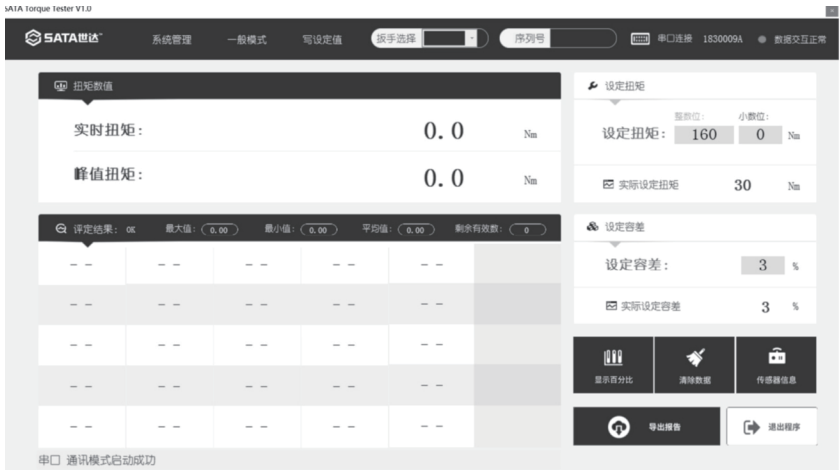 SATA Torque Tester V1.0
SATA世达 系统管理 一般模式 写设定值 扳手选择 序列号 串口连接 1830009A 数据交互正常
扭矩数值
实时扭矩: 0.0 Nm
峰值扭矩: 0.0 Nm
设定扭矩
整数位: 小数位:
设定扭矩: 160 0 Nm
实际设定扭矩 30 Nm
评定结果: OK 最大值: 0.00 最小值: 0.00 平均值: 0.00 剩余有效数: 0
-- -- -- -- --
-- -- -- -- --
-- -- -- -- --
-- -- -- -- --
-- -- -- -- --
设定容差
设定容差: 3 %
实际设定容差 3 %
显示百分比 清除数据 传感器信息
导出报告 退出程序
串口 通讯模式启动成功